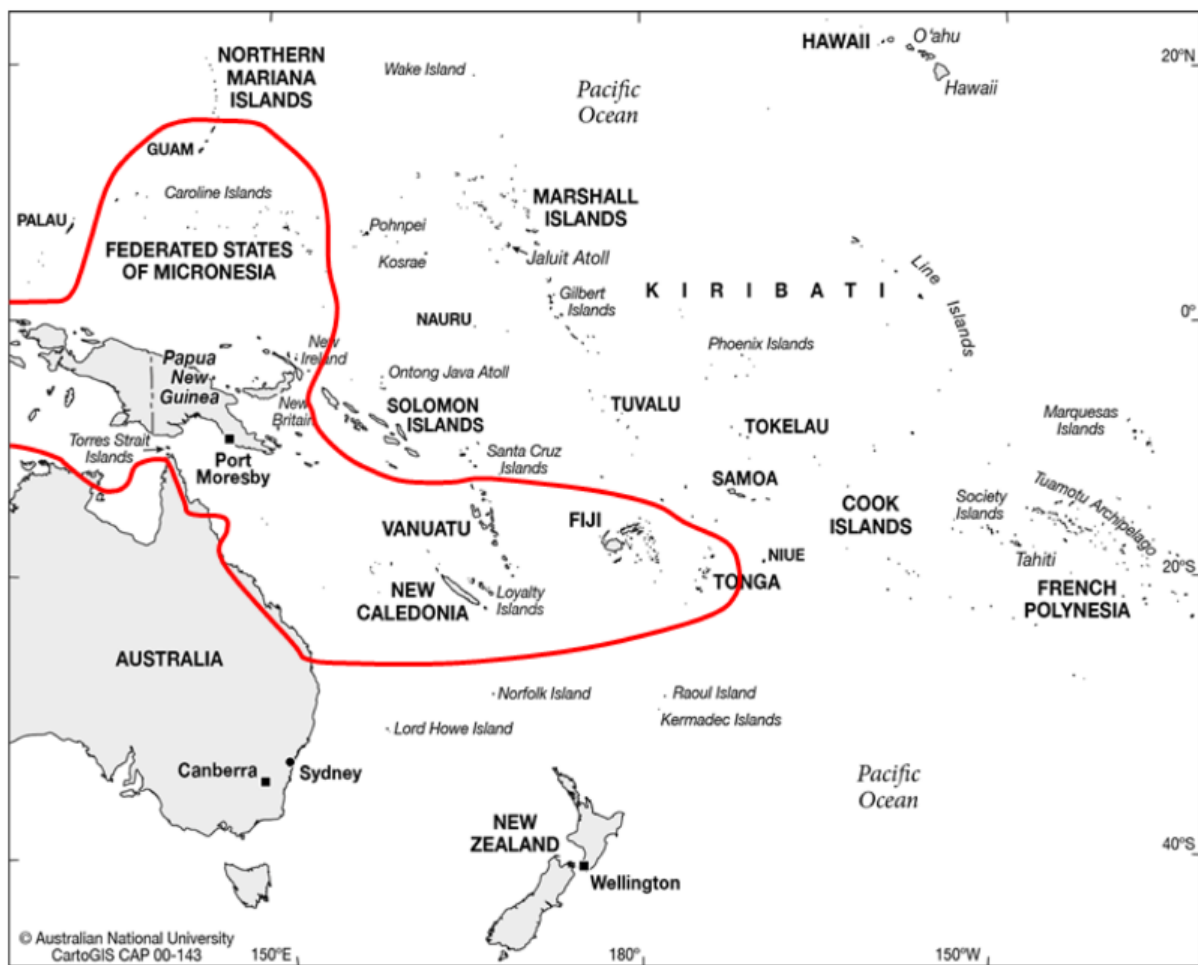 NORTHERN
MARIANA
ISLANDS
Wake Island
Pacific
Ocean
HAWAII
O'ahu
Hawaii
20°N
GUAM
Caroline Islands
PALAU
FEDERATED STATES
OF MICRONESIA
Pohnpei
Kosrae
MARSHALL
ISLANDS
Jaluit Atoll
Gilbert
Islands
KIRIBATI
Line Islands
NAURU
0°
Phoenix Islands
Papua
New
Guinea
New
Ireland
New
Britain
Ontong Java Atoll
SOLOMON
ISLANDS
TUVALU
TOKELAU
Marquesas
Islands
Torres Strait
Islands
Port
Moresby
Santa Cruz
Islands
SAMOA
COOK
ISLANDS
Society
Islands
Tuamotu Archipelago
VANUATU
FIJI
NIUE
TONGA
Tahiti
20°S
NEW
CALEDONIA
Loyalty
Islands
FRENCH
POLYNESIA
AUSTRALIA
Norfolk Island
Raoul Island
Lord Howe Island
Kermadec Islands
Canberra
Sydney
Pacific
Ocean
NEW
ZEALAND
Wellington
40°S
© Australian National University
CartoGIS CAP 00-143
150°E
180°
150°W